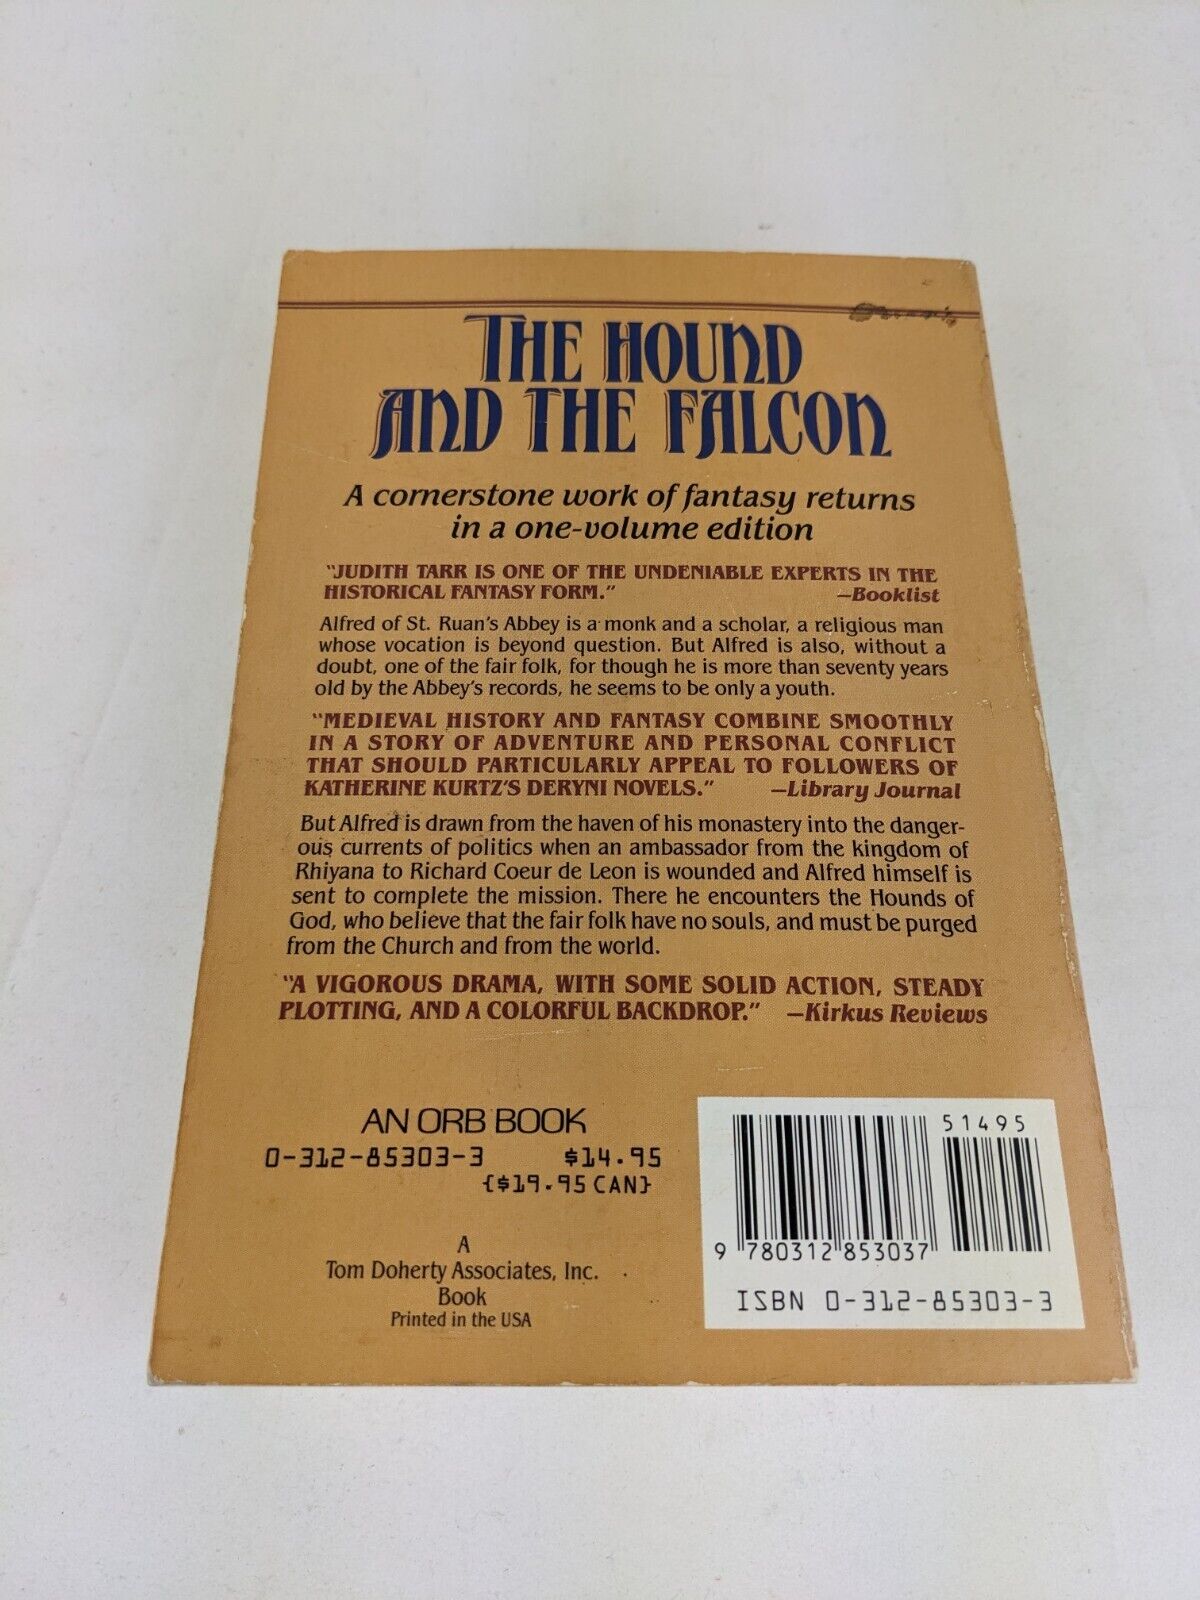 THE HOUND
AND THE FALCON
A cornerstone work of fantasy returns
in a one-volume edition
"JUDITH TARR IS ONE OF THE UNDENIABLE EXPERTS IN THE
HISTORICAL FANTASY FORM." —Booklist
Alfred of St. Ruan's Abbey is a monk and a scholar, a religious man
whose vocation is beyond question. But Alfred is also, without a
doubt, one of the fair folk, for though he is more than seventy years
old by the Abbey's records, he seems to be only a youth.
"MEDIEVAL HISTORY AND FANTASY COMBINE SMOOTHLY
IN A STORY OF ADVENTURE AND PERSONAL CONFLICT
THAT SHOULD PARTICULARLY APPEAL TO FOLLOWERS OF
KATHERINE KURTZ'S DERYNI NOVELS." —Library Journal
But Alfred is drawn from the haven of his monastery into the danger-
ous currents of politics when an ambassador from the kingdom of
Rhiyana to Richard Coeur de Leon is wounded and Alfred himself is
sent to complete the mission. There he encounters the Hounds of
God, who believe that the fair folk have no souls, and must be purged
from the Church and from the world.
"A VIGOROUS DRAMA, WITH SOME SOLID ACTION, STEADY
PLOTTING, AND A COLORFUL BACKDROP." —Kirkus Reviews
AN ORB BOOK
0-312-85303-3 $14.95
{$19.95 CAN}
A
Tom Doherty Associates, Inc.
Book
Printed in the USA
51495
9 780312 853037
ISBN 0-312-85303-3